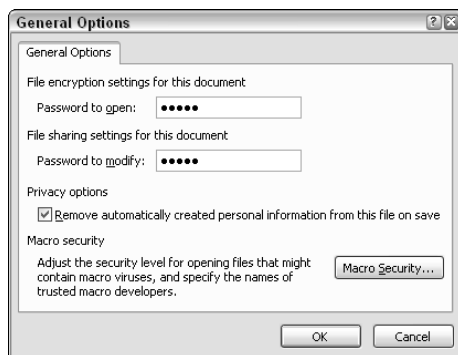 General Options
General Options
File encryption settings for this document
Password to open: •••••
File sharing settings for this document
Password to modify: •••••
Privacy options
Remove automatically created personal information from this file on save
Macro security
Adjust the security level for opening files that might
contain macro viruses, and specify the names of
trusted macro developers.
Macro Security...
OK Cancel